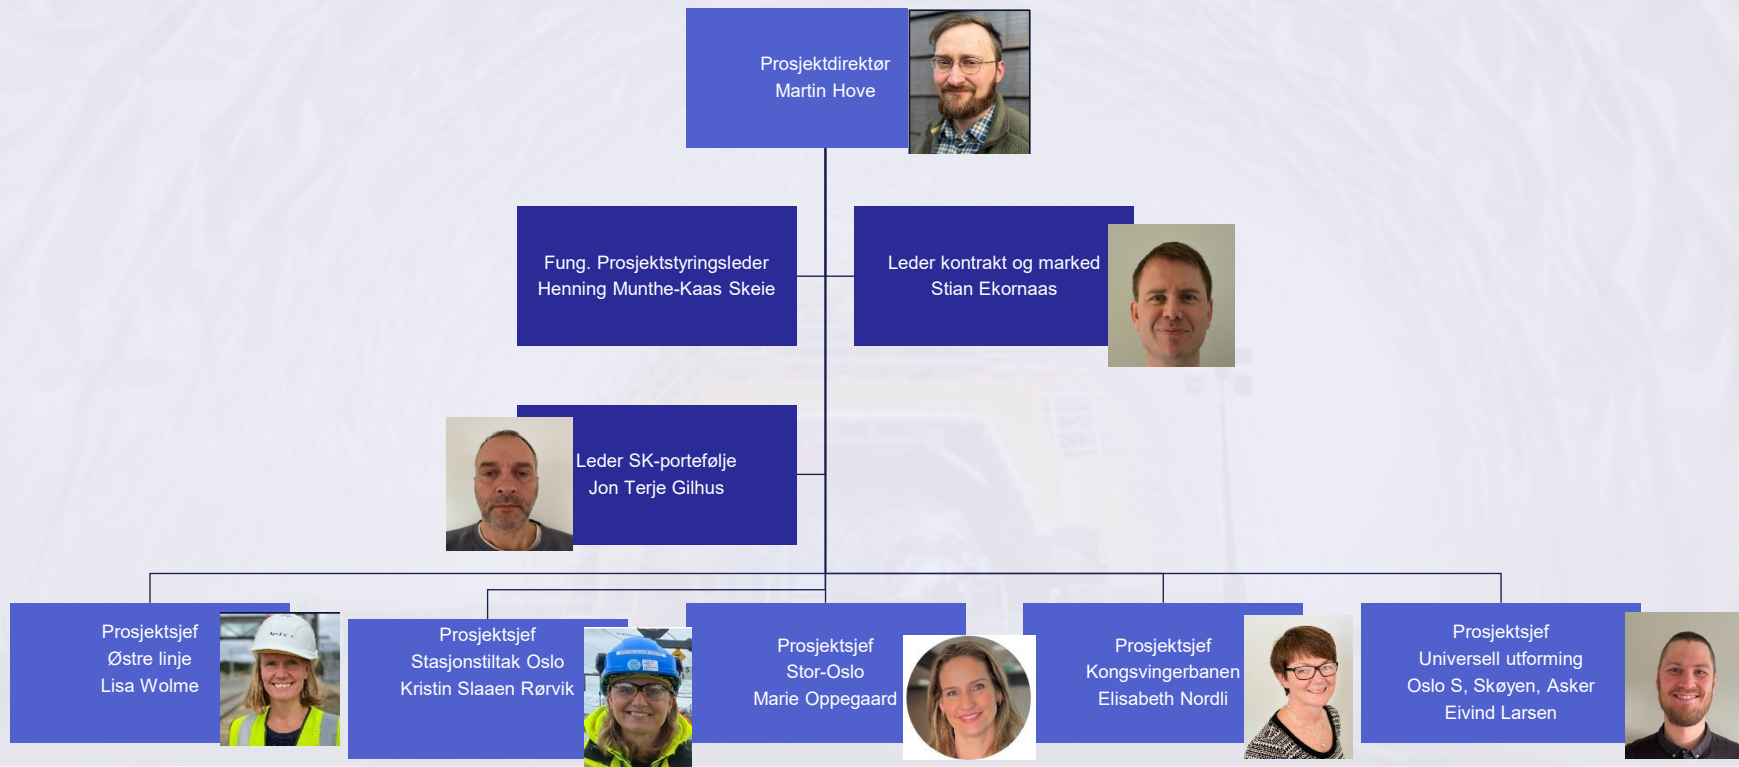 Prosjektdirektør
Martin Hove
Fung. Prosjektstyringsleder
Henning Munthe-Kaas Skeie
Leder kontrakt og marked
Stian Ekornaas
Leder SK-portefølje
Jon Terje Gilhus
Prosjektsjef
Østre linje
Lisa Wolme
Prosjektsjef
Stasjonstiltak Oslo
Kristin Slaaen Rørvik
Prosjektsjef
Stor-Oslo
Marie Oppegaard
Prosjektsjef
Kongsvingerbanen
Elisabeth Nordli
Prosjektsjef
Universell utforming
Oslo S, Skøyen, Asker
Eivind Larsen